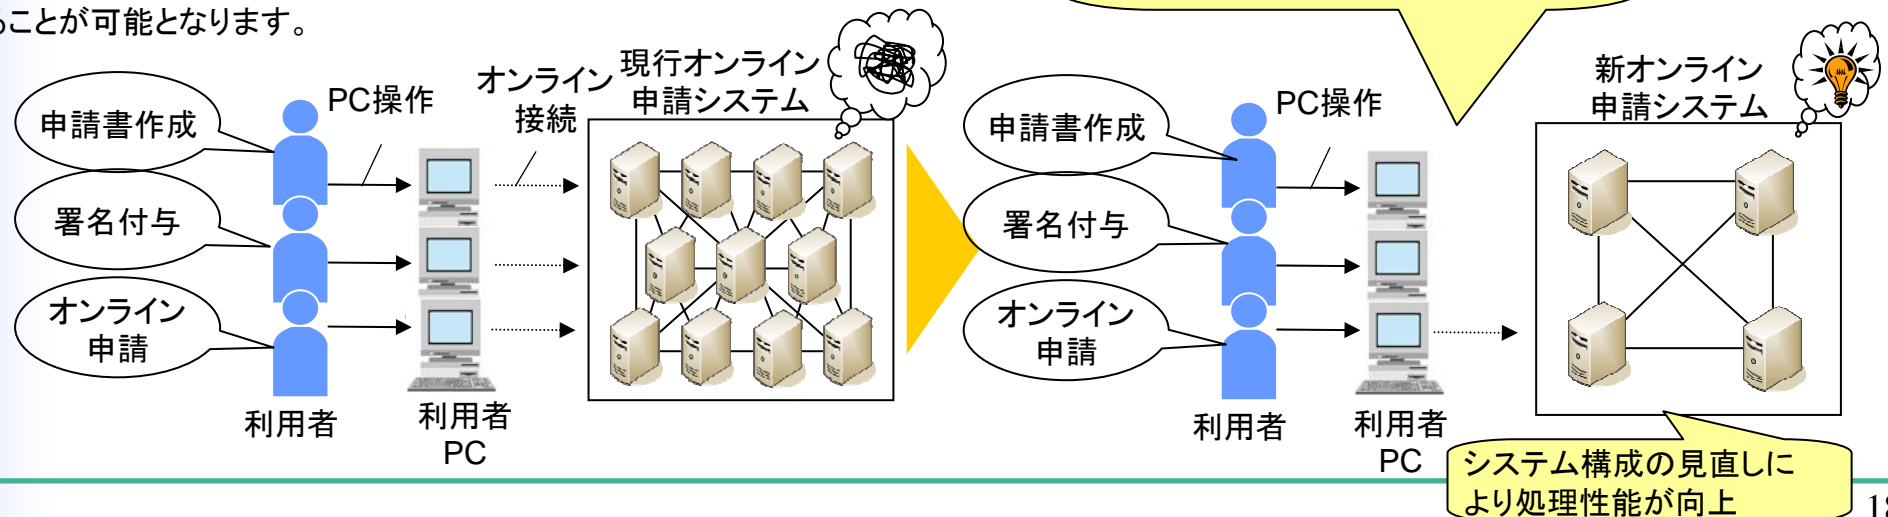 ることが可能となります。
申請書作成
署名付与
オンライン
申請
PC操作
オンライン
接続
現行オンライン
申請システム
利用者
利用者
PC
申請書作成
署名付与
オンライン
申請
PC操作
新オンライン
申請システム
利用者
利用者
PC
システム構成の見直しに
より処理性能が向上